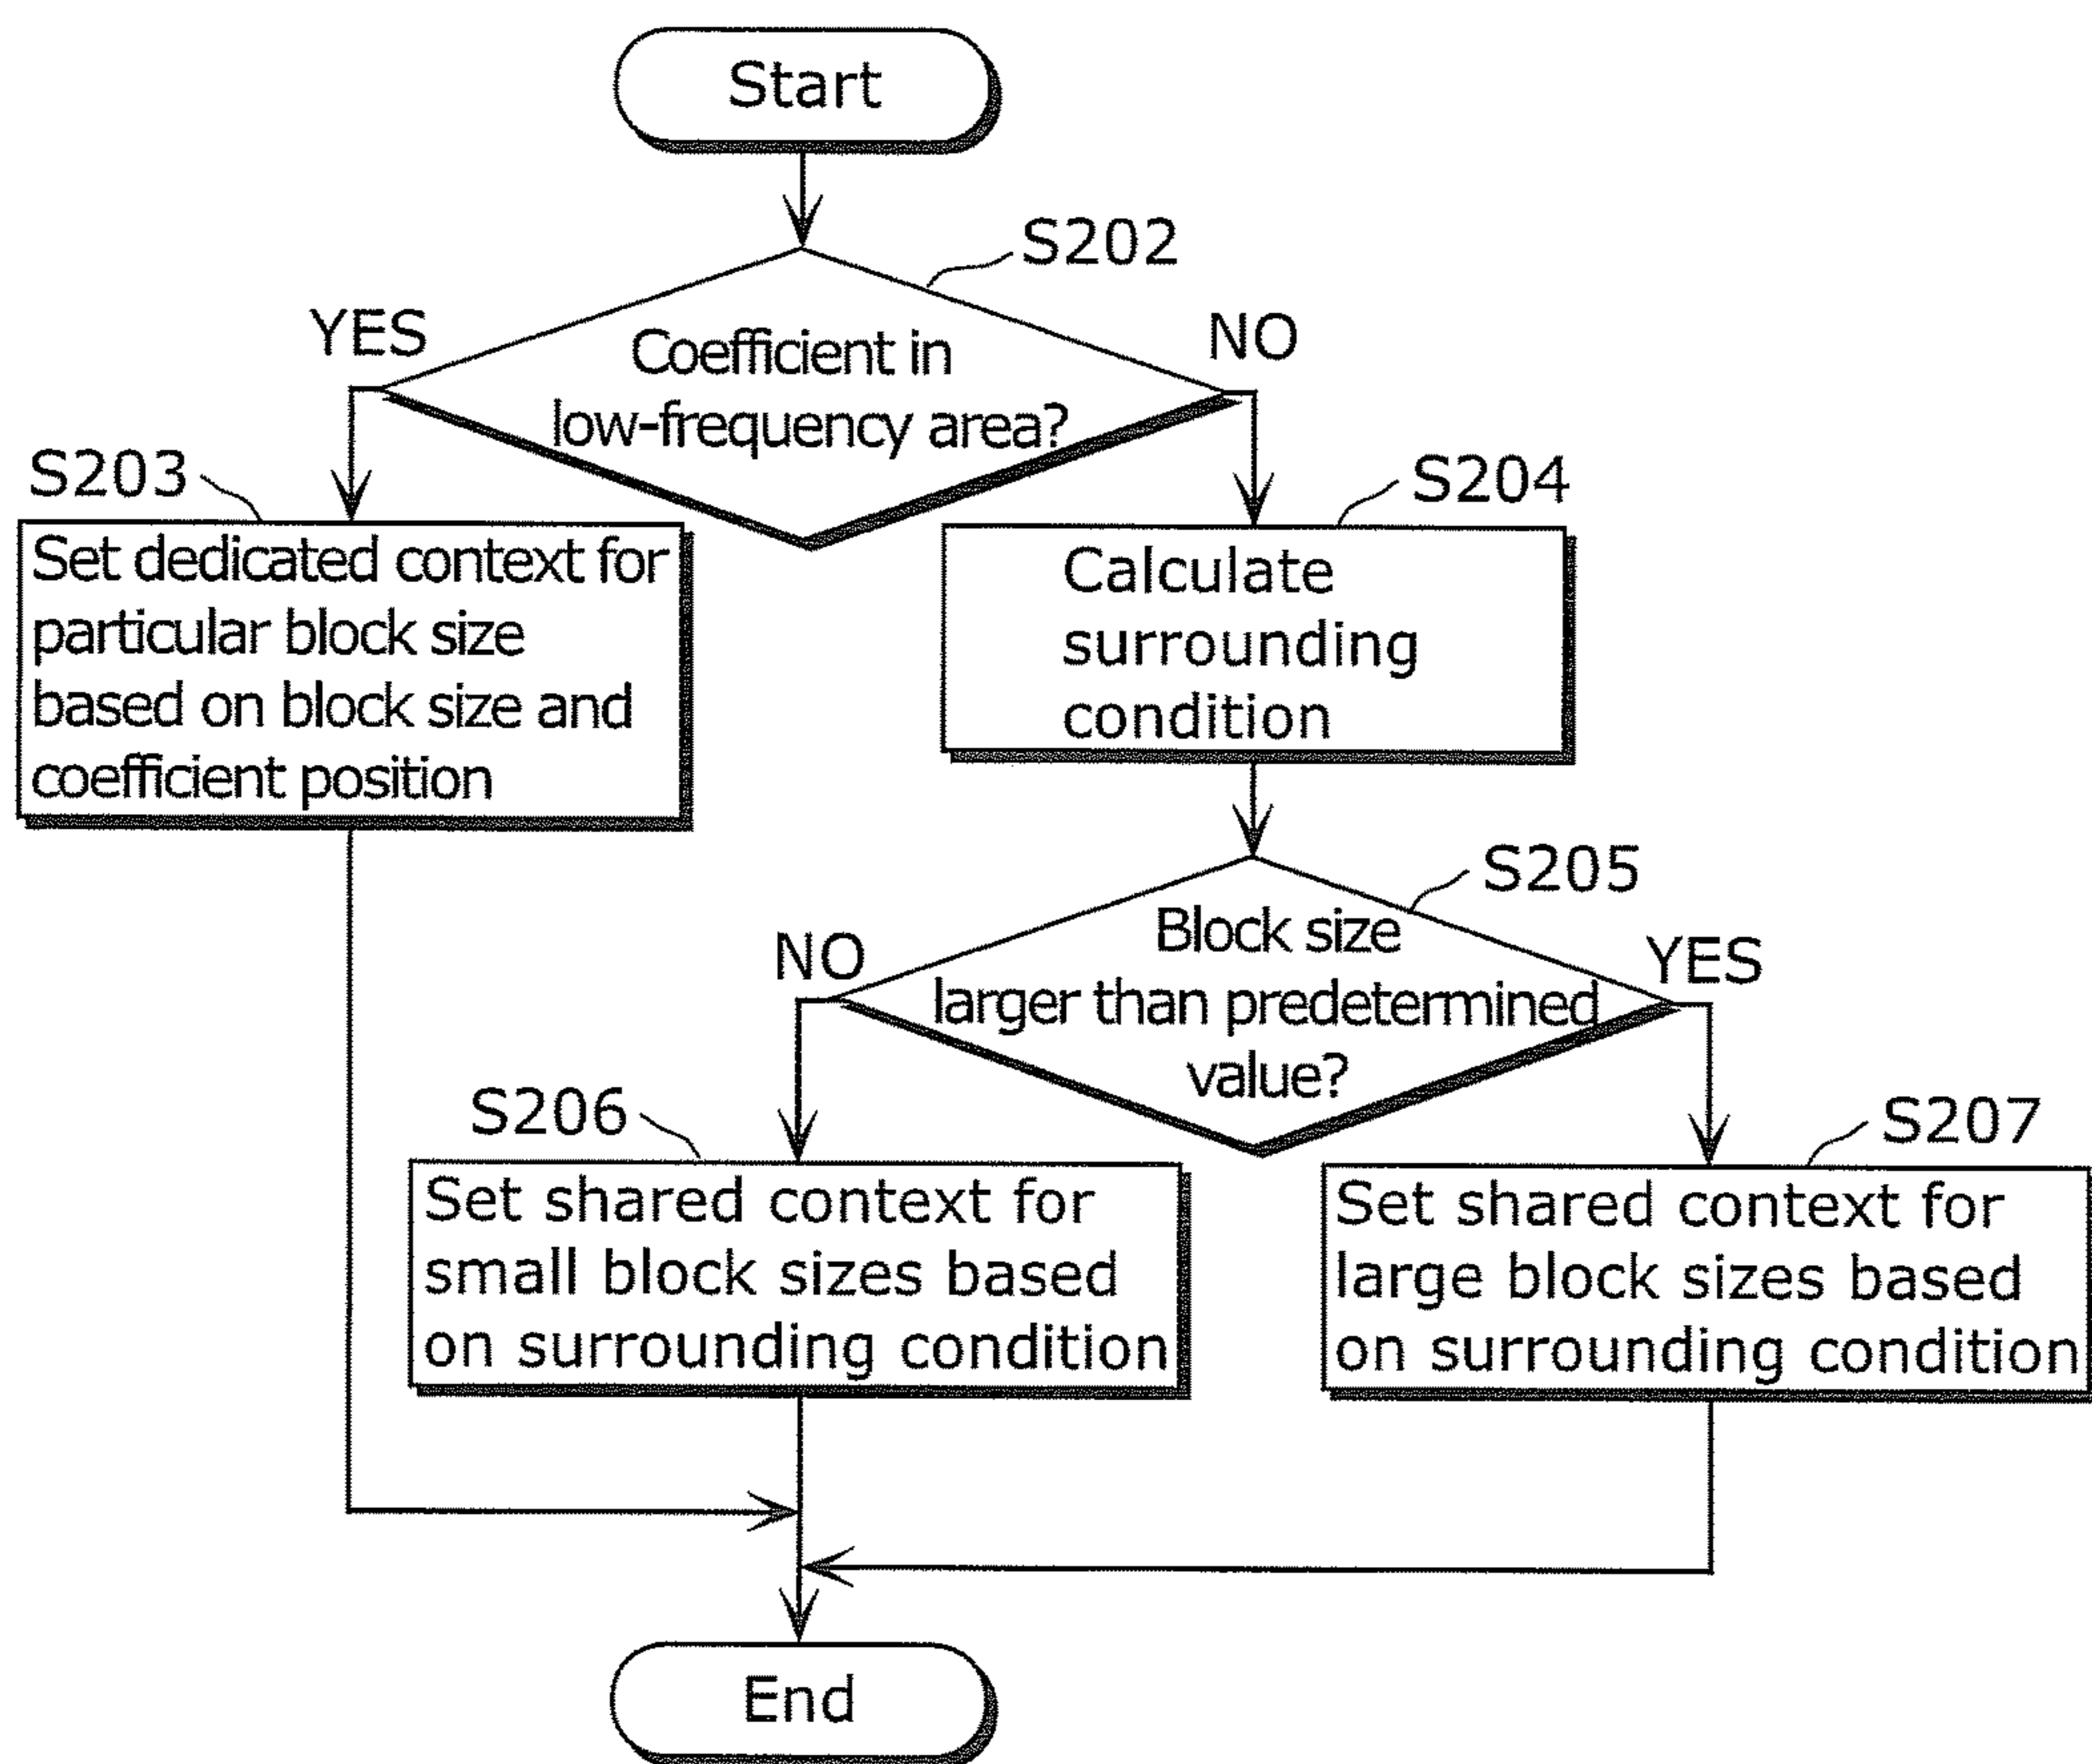 Start
S202
YES
NO
Coefficient in
low-frequency area?
S203
S204
Set dedicated context for
particular block size
based on block size and
coefficient position
Calculate
surrounding
condition
S205
NO
YES
Block size
larger than predetermined
value?
S206
S207
Set shared context for
small block sizes based
on surrounding condition
Set shared context for
large block sizes based
on surrounding condition
End